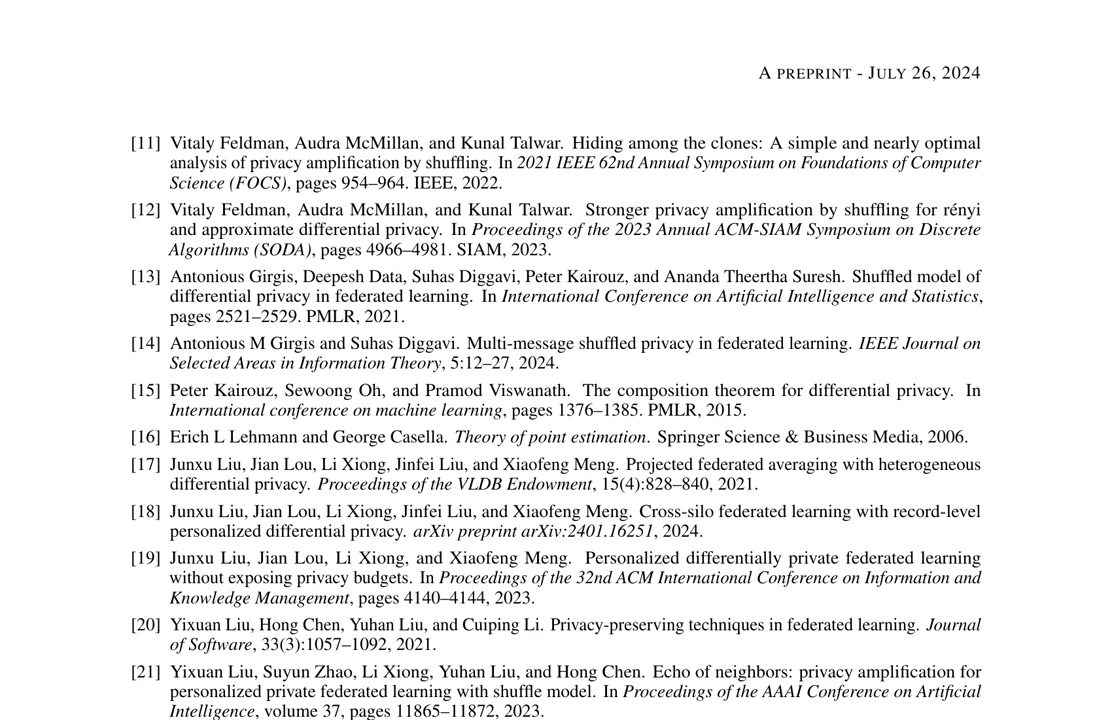 A PREPRINT - JULY 26, 2024
[11] Vitaly Feldman, Audra McMillan, and Kunal Talwar. Hiding among the clones: A simple and nearly optimal
analysis of privacy amplification by shuffling. In 2021 IEEE 62nd Annual Symposium on Foundations of Computer
Science (FOCS), pages 954–964. IEEE, 2022.
[12] Vitaly Feldman, Audra McMillan, and Kunal Talwar. Stronger privacy amplification by shuffling for rényi
and approximate differential privacy. In Proceedings of the 2023 Annual ACM-SIAM Symposium on Discrete
Algorithms (SODA), pages 4966–4981. SIAM, 2023.
[13] Antonious Girgis, Deepesh Data, Suhas Diggavi, Peter Kairouz, and Ananda Theertha Suresh. Shuffled model of
differential privacy in federated learning. In International Conference on Artificial Intelligence and Statistics,
pages 2521–2529. PMLR, 2021.
[14] Antonious M Girgis and Suhas Diggavi. Multi-message shuffled privacy in federated learning. IEEE Journal on
Selected Areas in Information Theory, 5:12–27, 2024.
[15] Peter Kairouz, Sewoong Oh, and Pramod Viswanath. The composition theorem for differential privacy. In
International conference on machine learning, pages 1376–1385. PMLR, 2015.
[16] Erich L Lehmann and George Casella. Theory of point estimation. Springer Science & Business Media, 2006.
[17] Junxu Liu, Jian Lou, Li Xiong, Jinfei Liu, and Xiaofeng Meng. Projected federated averaging with heterogeneous
differential privacy. Proceedings of the VLDB Endowment, 15(4):828–840, 2021.
[18] Junxu Liu, Jian Lou, Li Xiong, Jinfei Liu, and Xiaofeng Meng. Cross-silo federated learning with record-level
personalized differential privacy. arXiv preprint arXiv:2401.16251, 2024.
[19] Junxu Liu, Jian Lou, Li Xiong, and Xiaofeng Meng. Personalized differentially private federated learning
without exposing privacy budgets. In Proceedings of the 32nd ACM International Conference on Information and
Knowledge Management, pages 4140–4144, 2023.
[20] Yixuan Liu, Hong Chen, Yuhan Liu, and Cuiping Li. Privacy-preserving techniques in federated learning. Journal
of Software, 33(3):1057–1092, 2021.
[21] Yixuan Liu, Suyun Zhao, Li Xiong, Yuhan Liu, and Hong Chen. Echo of neighbors: privacy amplification for
personalized private federated learning with shuffle model. In Proceedings of the AAAI Conference on Artificial
Intelligence, volume 37, pages 11865–11872, 2023.